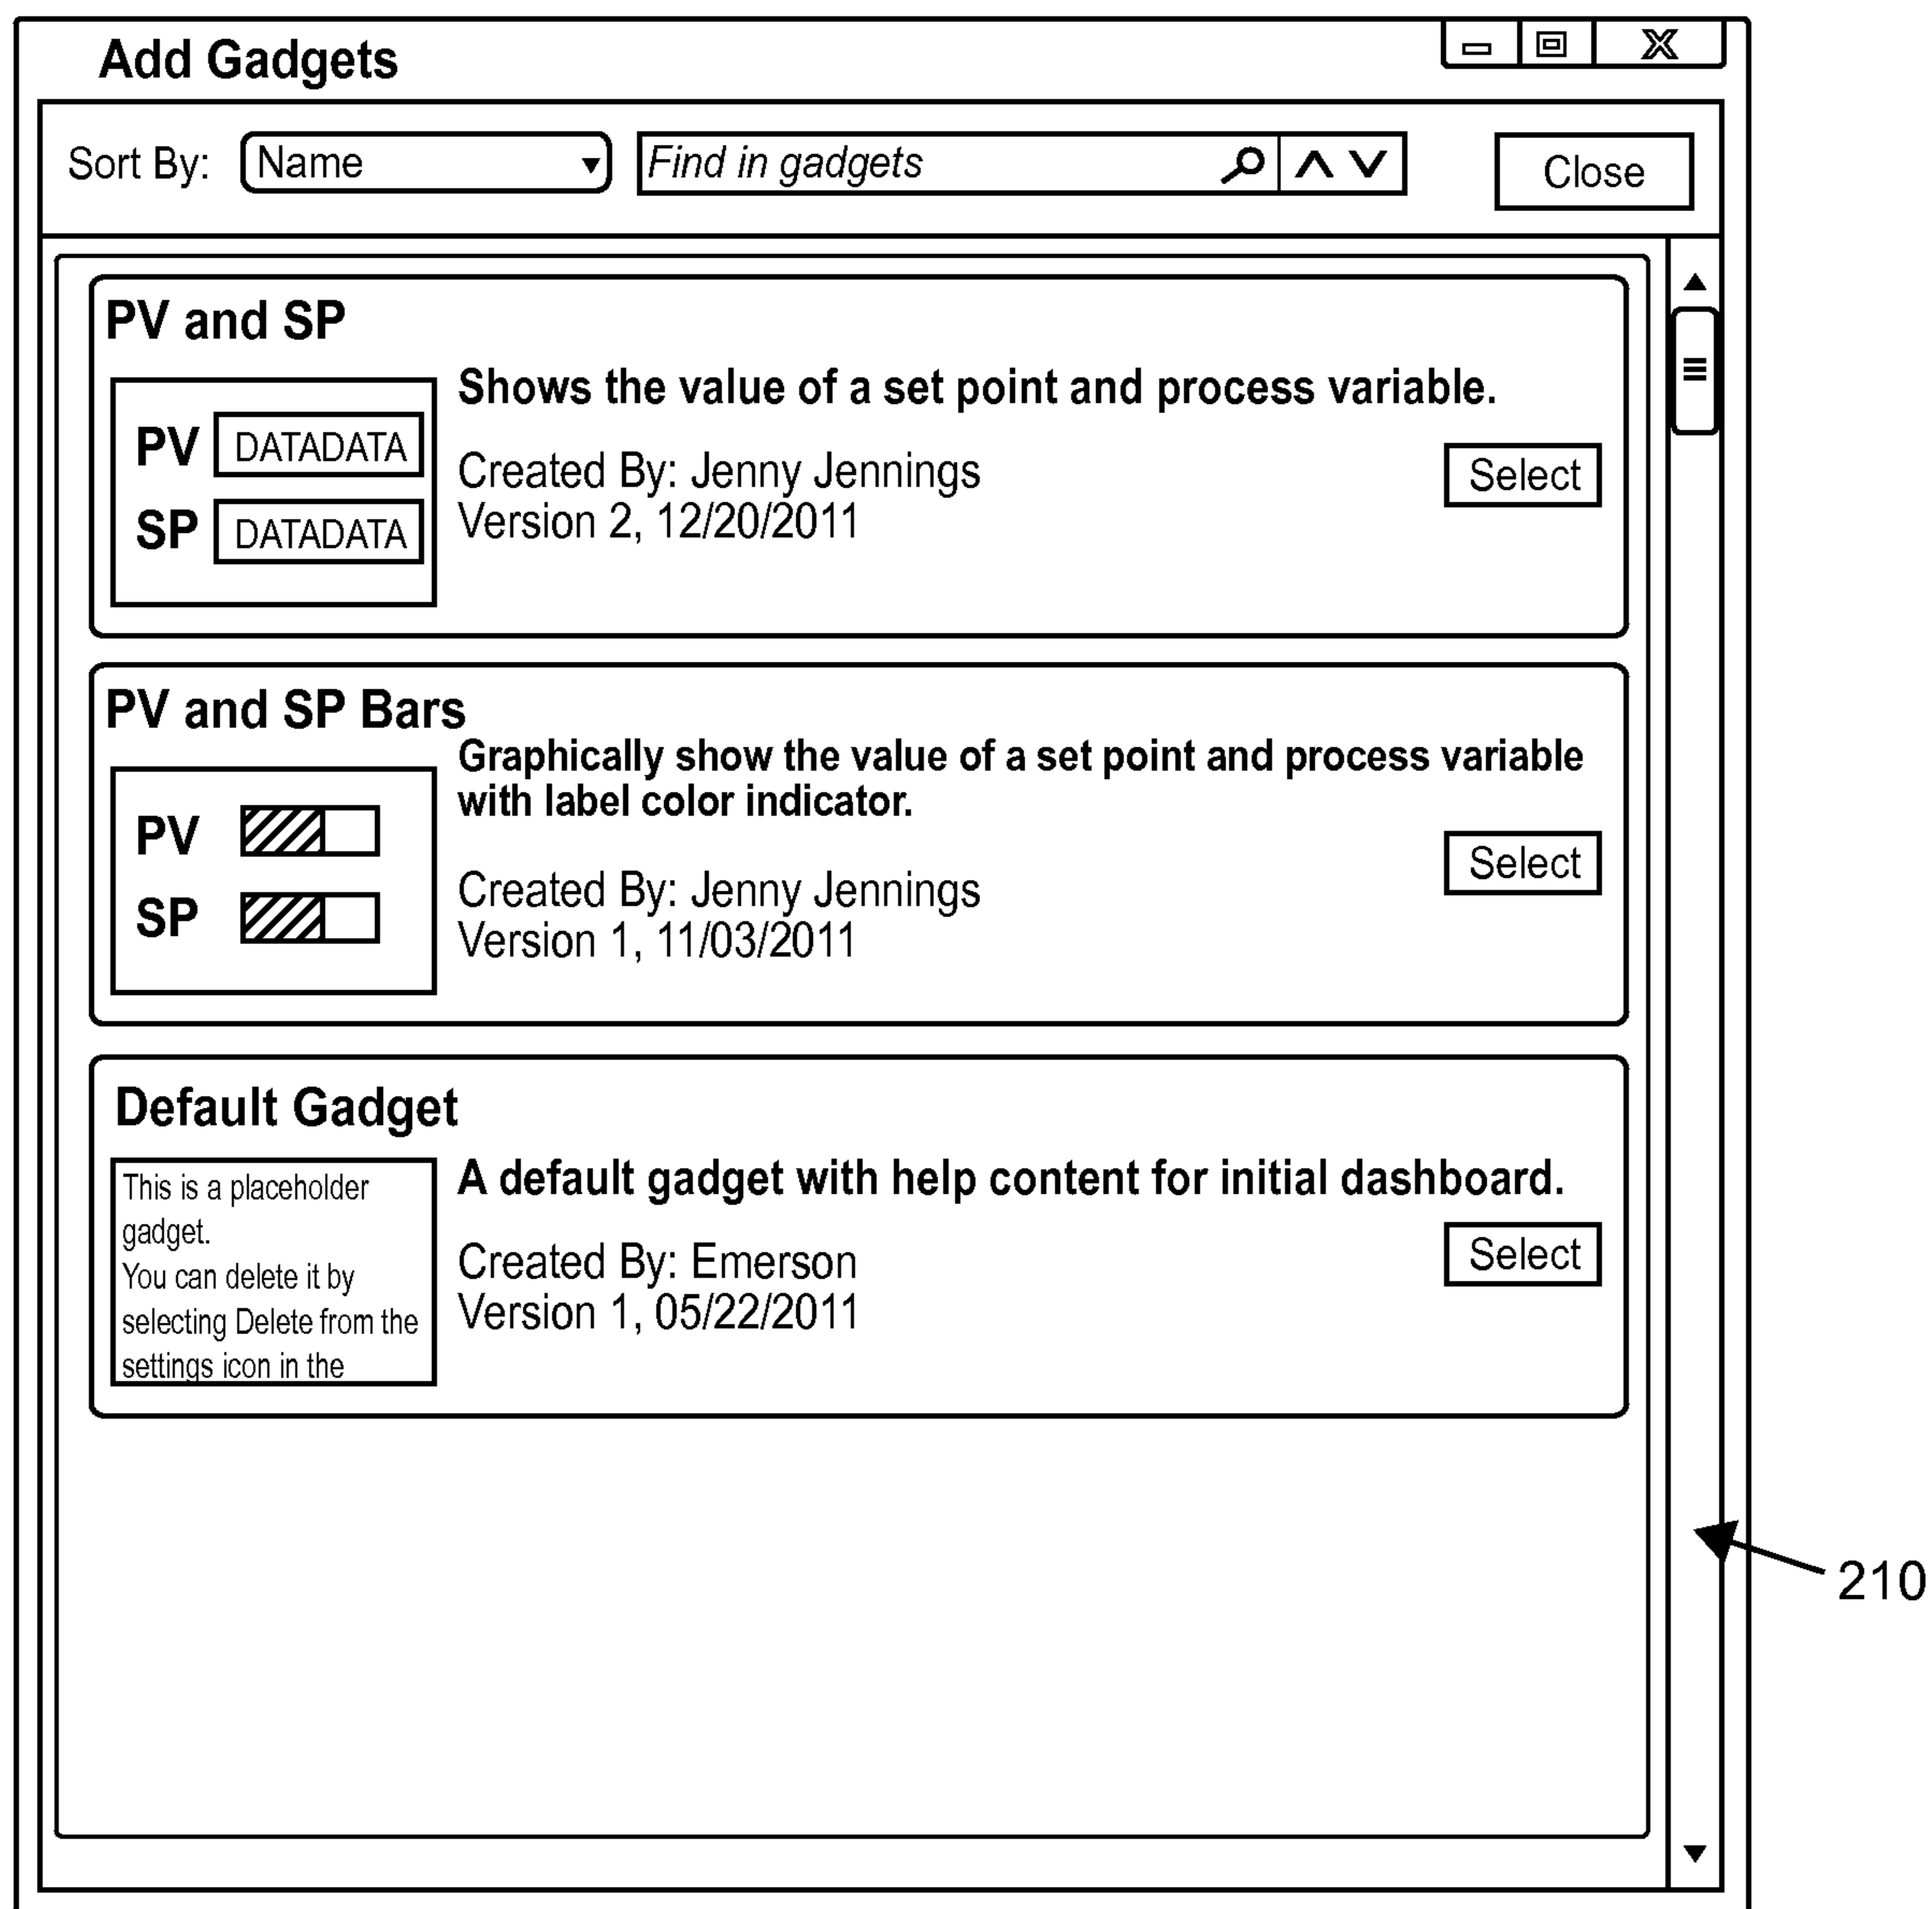 Add Gadgets
X
Sort By: Name Find in gadgets Close
PV and SP
Shows the value of a set point and process variable.
PV DATADATA
SP DATADATA
Created By: Jenny Jennings
Version 2, 12/20/2011
Select
PV and SP Bars
Graphically show the value of a set point and process variable
with label color indicator.
PV
SP
Created By: Jenny Jennings
Version 1, 11/03/2011
Select
Default Gadget
This is a placeholder
gadget.
You can delete it by
selecting Delete from the
settings icon in the
A default gadget with help content for initial dashboard.
Created By: Emerson
Version 1, 05/22/2011
Select
210